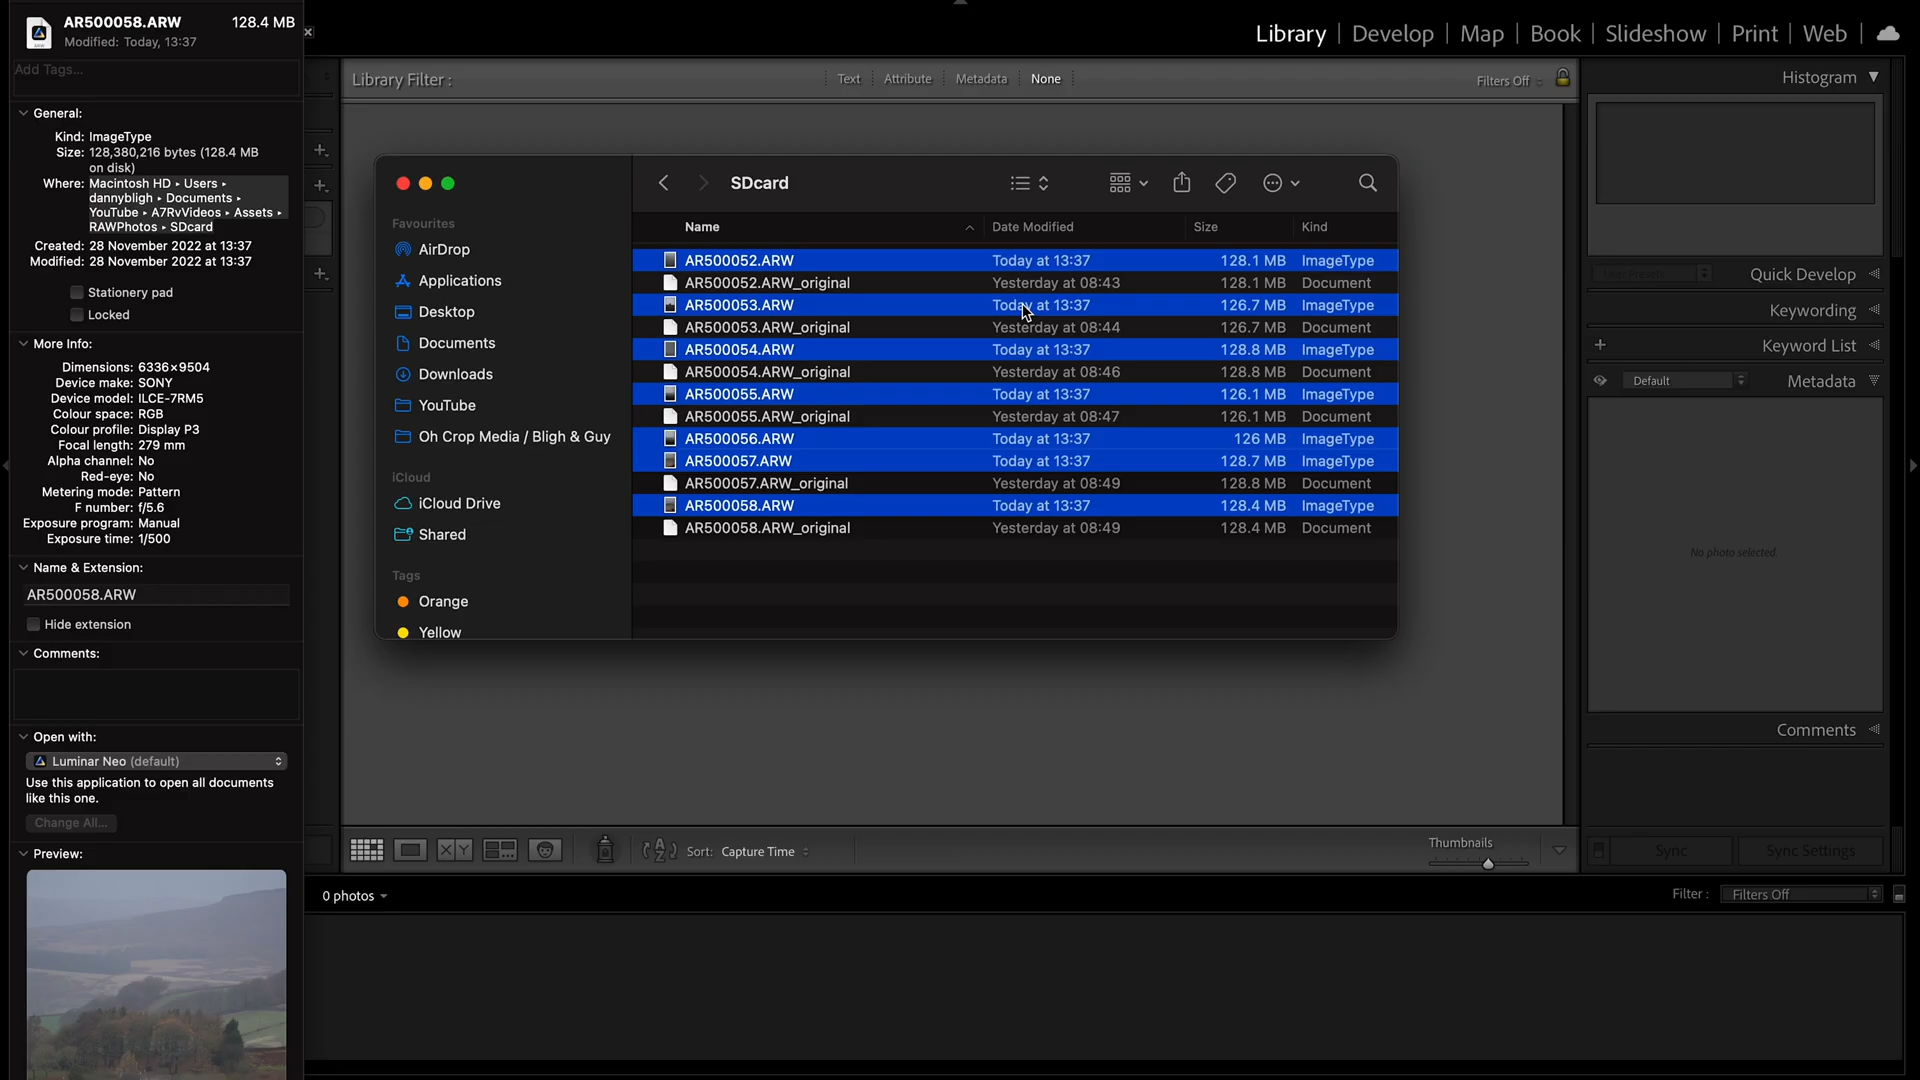 AR500058.ARW 128.4 MB
Modified: Today, 13:37
Add Tags...
General:
Kind: ImageType
Size: 128,380,216 bytes (128.4 MB
on disk)
Where: Macintosh HD ▸ Users ▸
dannybligh ▸ Documents ▸
YouTube ▸ A7RvVideos ▸ Assets ▸
RAWPhotos ▸ SDcard
Created: 28 November 2022 at 13:37
Modified: 28 November 2022 at 13:37
Stationery pad
Locked
More Info:
Dimensions: 6336×9504
Device make: SONY
Device model: ILCE-7RM5
Colour space: RGB
Colour profile: Display P3
Focal length: 279 mm
Alpha channel: No
Red-eye: No
Metering mode: Pattern
F number: f/5.6
Exposure program: Manual
Exposure time: 1/500
Name & Extension:
AR500058.ARW
Hide extension
Comments:
Open with:
Luminar Neo (default)
Use this application to open all documents
like this one.
Change All...
Preview:
Library | Develop | Map | Book | Slideshow | Print | Web |
Library Filter :
Text Attribute Metadata None
Filters Off
SDcard
Favourites
AirDrop
Applications
Desktop
Documents
Downloads
YouTube
Oh Crop Media / Bligh & Guy
iCloud
iCloud Drive
Shared
Tags
Orange
Yellow
Name Date Modified Size Kind
AR500052.ARW Today at 13:37 128.1 MB ImageType
AR500052.ARW_original Yesterday at 08:43 128.1 MB Document
AR500053.ARW Today at 13:37 126.7 MB ImageType
AR500053.ARW_original Yesterday at 08:44 126.7 MB Document
AR500054.ARW Today at 13:37 128.8 MB ImageType
AR500054.ARW_original Yesterday at 08:46 128.8 MB Document
AR500055.ARW Today at 13:37 126.1 MB ImageType
AR500055.ARW_original Yesterday at 08:47 126.1 MB Document
AR500056.ARW Today at 13:37 126 MB ImageType
AR500057.ARW Today at 13:37 128.7 MB ImageType
AR500057.ARW_original Yesterday at 08:49 128.8 MB Document
AR500058.ARW Today at 13:37 128.4 MB ImageType
AR500058.ARW_original Yesterday at 08:49 128.4 MB Document
Histogram
Quick Develop
Keywording
Keyword List
Default Metadata
No photo selected.
Comments
Sync Sync Settings
XY
AZ Sort: Capture Time
Thumbnails
0 photos
Filter : Filters Off